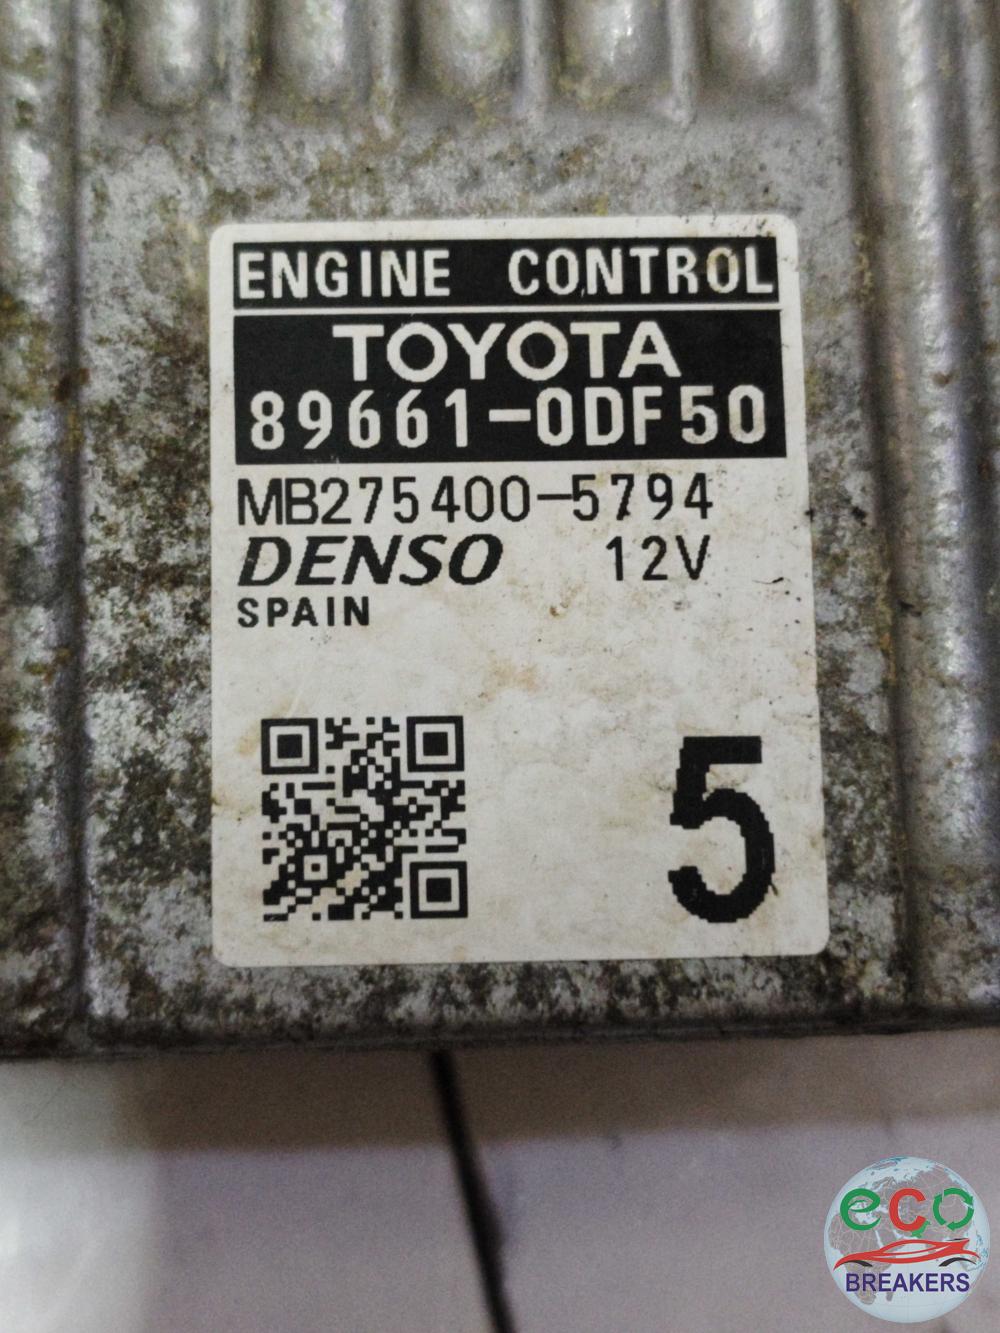 ENGINE CONTROL
TOYOTA
89661-0DF50
MB275400-5794
DENSO 12V
SPAIN
5
eco
BREAKERS